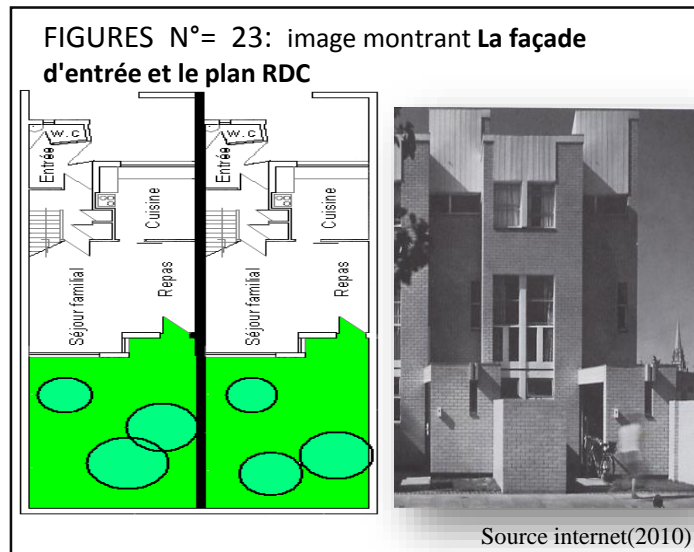 FIGURES N°= 23: image montrant La façade
d'entrée et le plan RDC
w.c
Entrée
Cuisine
Séjour familial
Repas
w.c
Entrée
Cuisine
Séjour familial
Repas
Source internet(2010)